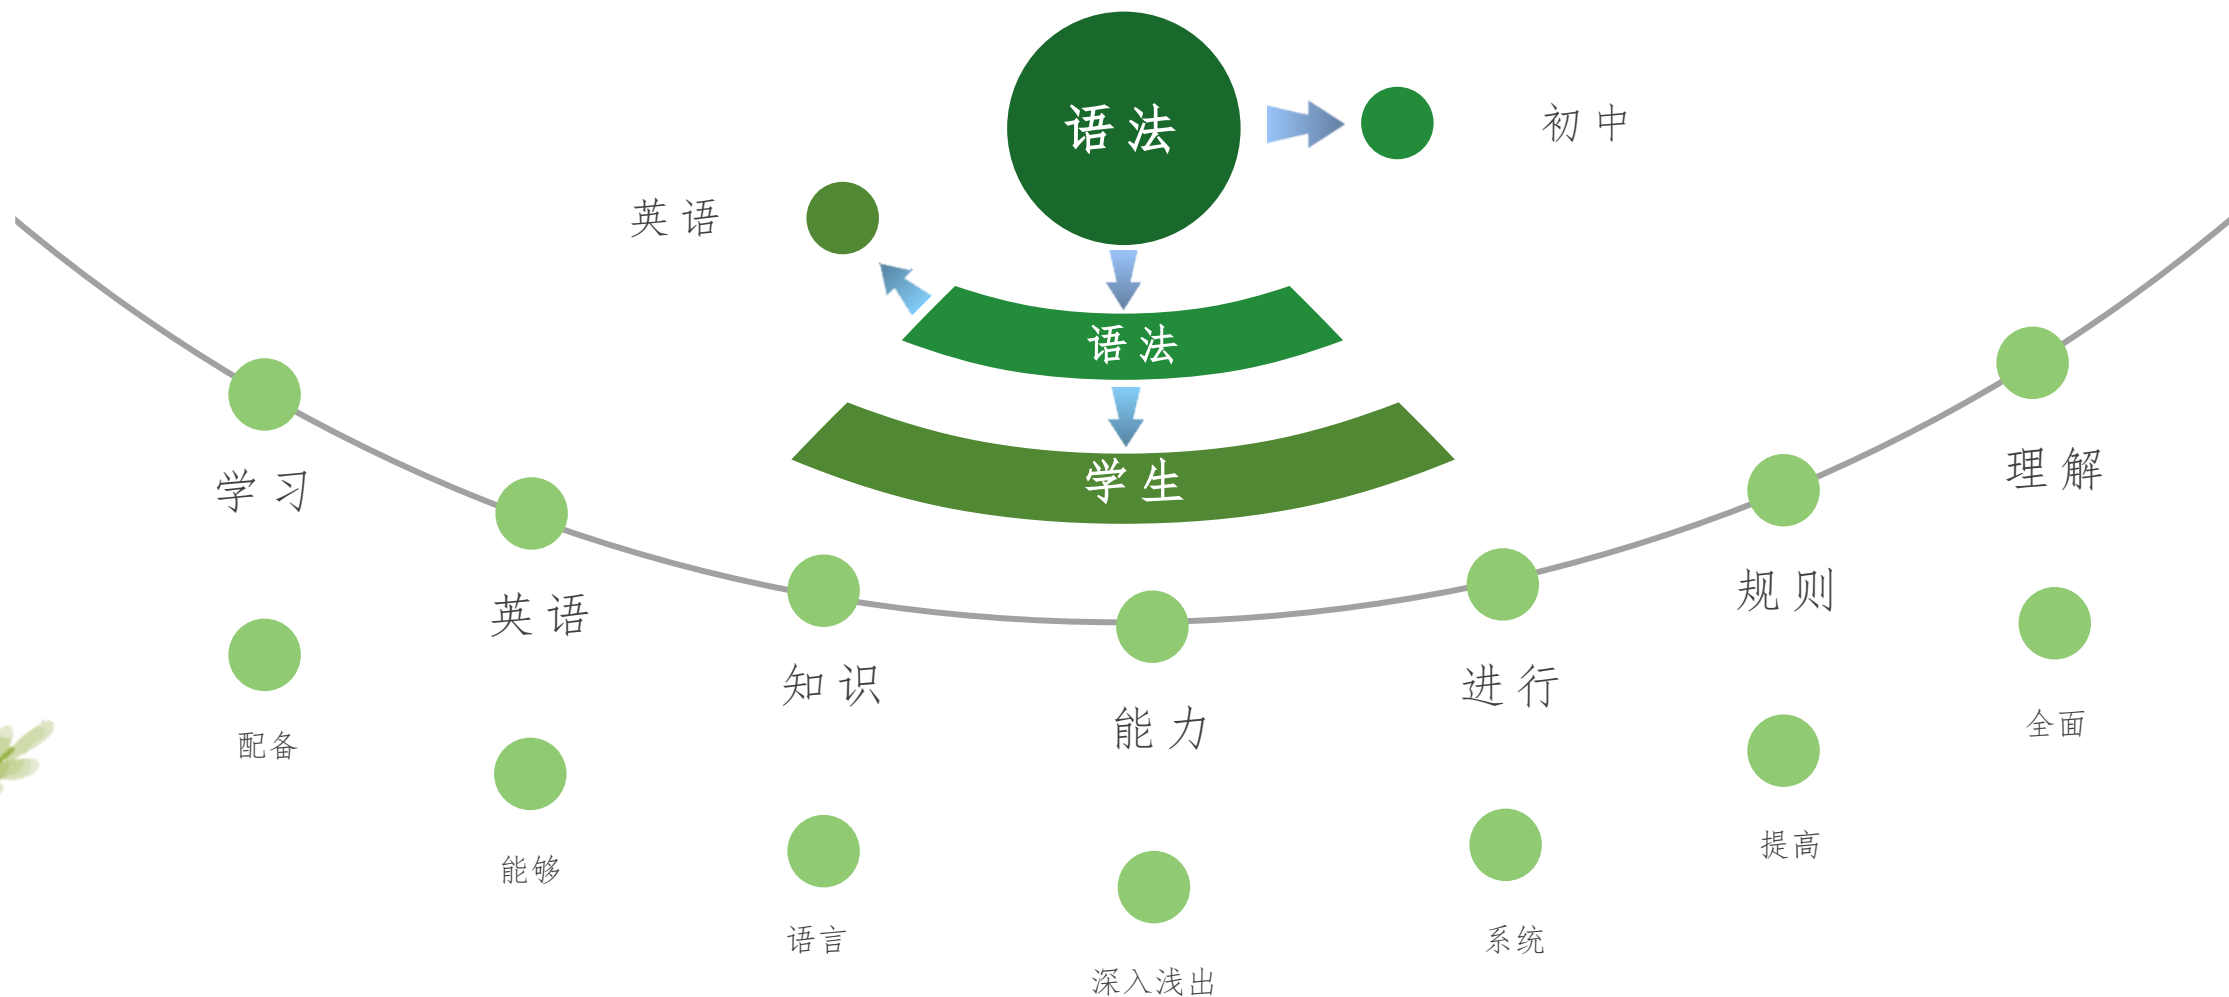 语法
初中
英语
语法
学生
学习
英语
知识
能力
进行
规则
理解
配备
能够
语言
深入浅出
系统
提高
全面